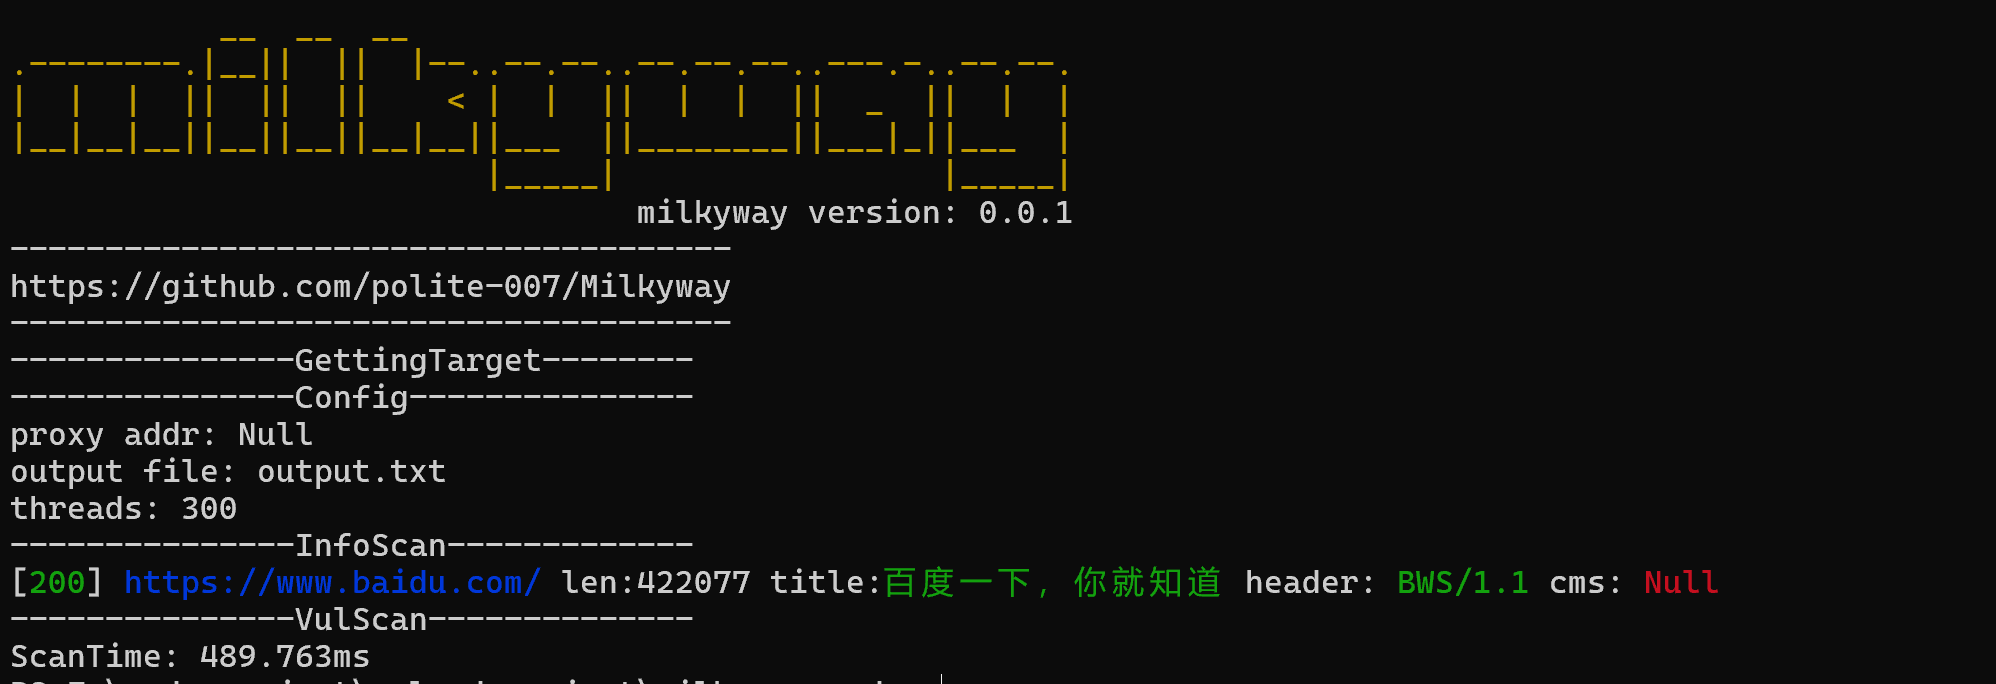 milkyway version: 0.0.1
--------------------------------------
https://github.com/polite-007/Milkyway
--------------------------------------
---------------GettingTarget--------
---------------Config---------------
proxy addr: Null
output file: output.txt
threads: 300
---------------InfoScan-------------
[200] https://www.baidu.com/ len:422077 title:百度一下，你就知道 header: BWS/1.1 cms: Null
---------------VulScan--------------
ScanTime: 489.763ms